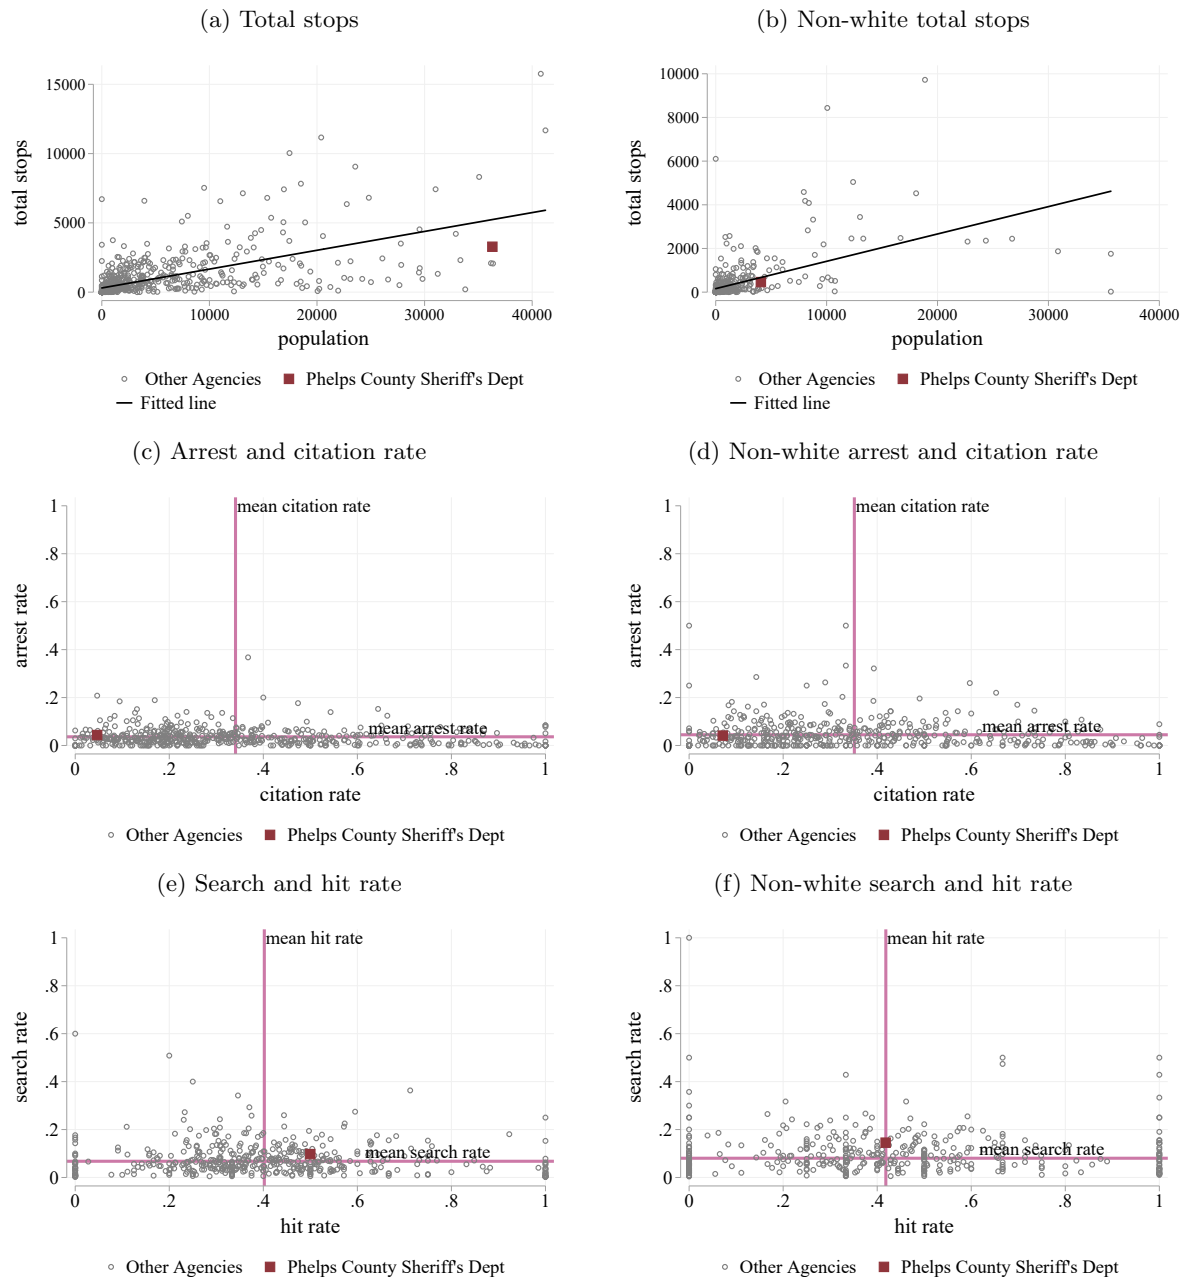 (a) Total stops
(b) Non-white total stops
total stops
15000
10000
5000
0
0 10000 20000 30000 40000
population
Other Agencies Phelps County Sheriff's Dept
Fitted line
total stops
10000
8000
6000
4000
2000
0
0 10000 20000 30000 40000
population
Other Agencies Phelps County Sheriff's Dept
Fitted line
(c) Arrest and citation rate
(d) Non-white arrest and citation rate
arrest rate
1
.8
.6
.4
.2
0
mean citation rate
mean arrest rate
0 .2 .4 .6 .8 1
citation rate
Other Agencies Phelps County Sheriff's Dept
arrest rate
1
.8
.6
.4
.2
0
mean citation rate
mean arrest rate
0 .2 .4 .6 .8 1
citation rate
Other Agencies Phelps County Sheriff's Dept
(e) Search and hit rate
(f) Non-white search and hit rate
search rate
1
.8
.6
.4
.2
0
mean hit rate
mean search rate
0 .2 .4 .6 .8 1
hit rate
Other Agencies Phelps County Sheriff's Dept
search rate
1
.8
.6
.4
.2
0
mean hit rate
mean search rate
0 .2 .4 .6 .8 1
hit rate
Other Agencies Phelps County Sheriff's Dept